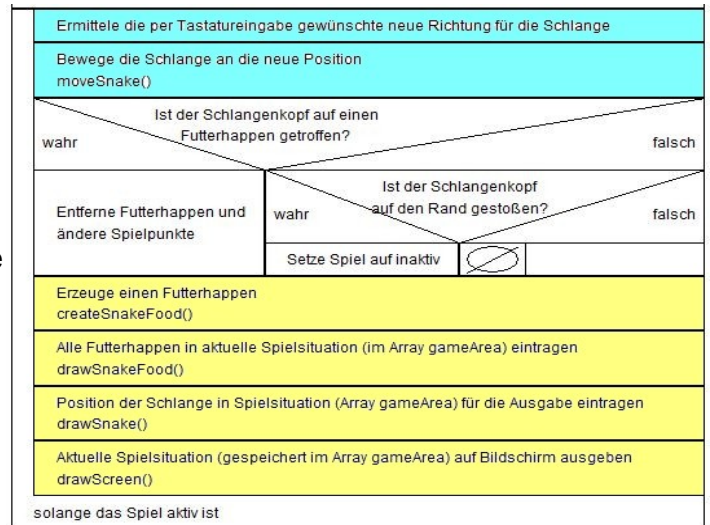 Ermittele die per Tastatureingabe gewünschte neue Richtung für die Schlange
Bewege die Schlange an die neue Position
moveSnake()
Ist der Schlangenkopf auf einen
Futterhappen getroffen?
wahr
falsch
Ist der Schlangenkopf
auf den Rand gestoßen?
wahr
falsch
Entferne Futterhappen und
ändere Spielpunkte
Setze Spiel auf inaktiv
e
Erzeuge einen Futterhappen
createSnakeFood()
Alle Futterhappen in aktuelle Spielsituation (im Array gameArea) eintragen
drawSnakeFood()
Position der Schlange in Spielsituation (Array gameArea) für die Ausgabe eintragen
drawSnake()
Aktuelle Spielsituation (gespeichert im Array gameArea) auf Bildschirm ausgeben
drawScreen()
solange das Spiel aktiv ist